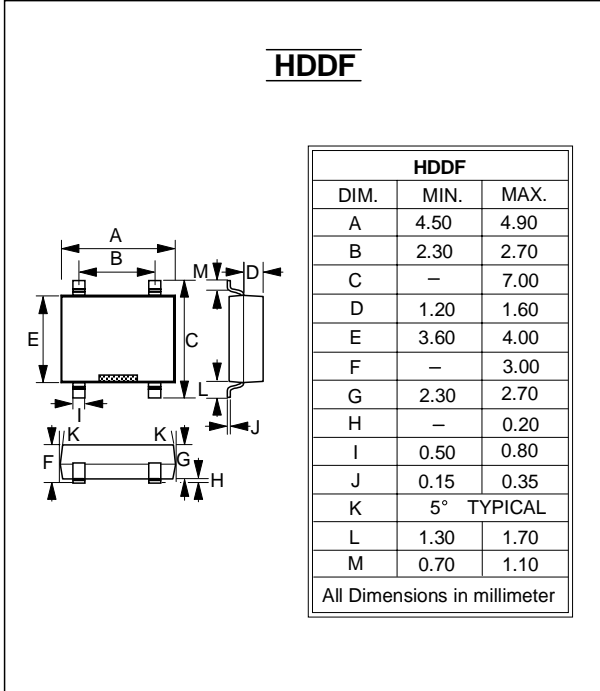 HDDF
HDDF
DIM. MIN. MAX.
A 4.50 4.90
B 2.30 2.70
C – 7.00
D 1.20 1.60
E 3.60 4.00
F – 3.00
G 2.30 2.70
H – 0.20
I 0.50 0.80
J 0.15 0.35
K 5° TYPICAL
L 1.30 1.70
M 0.70 1.10
All Dimensions in millimeter
A
B
M D
E
C
L
I
J
K K
F
G
H